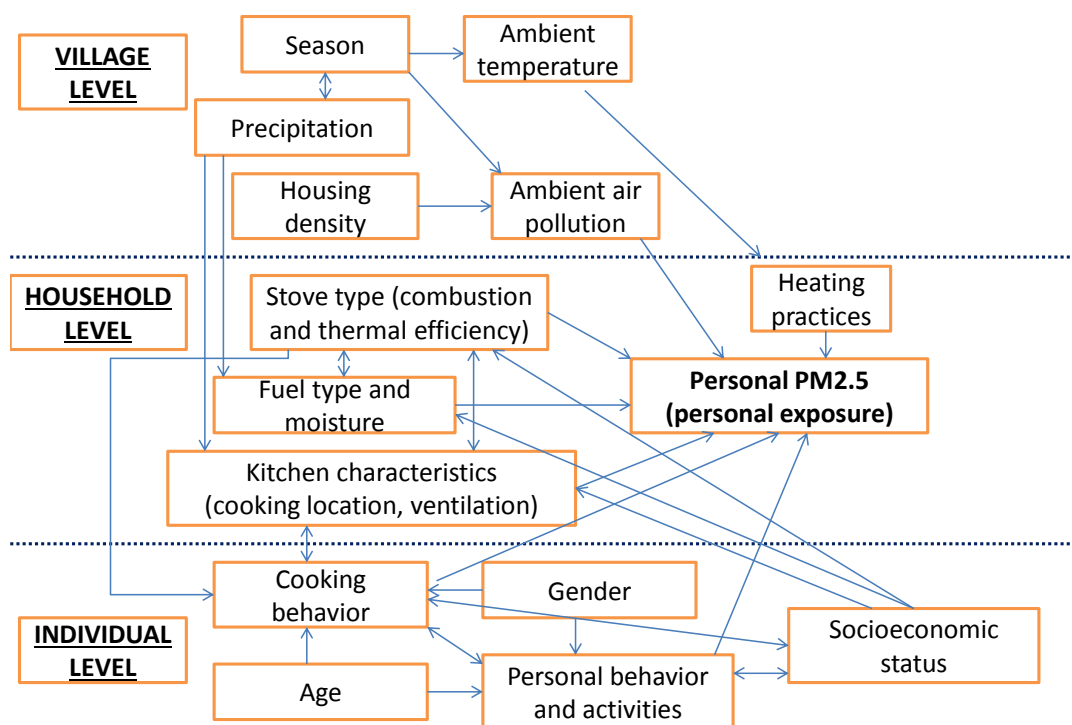 VILLAGE
LEVEL
Season
Ambient
temperature
Precipitation
Housing
density
Ambient air
pollution
HOUSEHOLD
LEVEL
Stove type (combustion
and thermal efficiency)
Heating
practices
Fuel type and
moisture
Personal PM2.5
(personal exposure)
Kitchen characteristics
(cooking location, ventilation)
INDIVIDUAL
LEVEL
Cooking
behavior
Gender
Socioeconomic
status
Age
Personal behavior
and activities